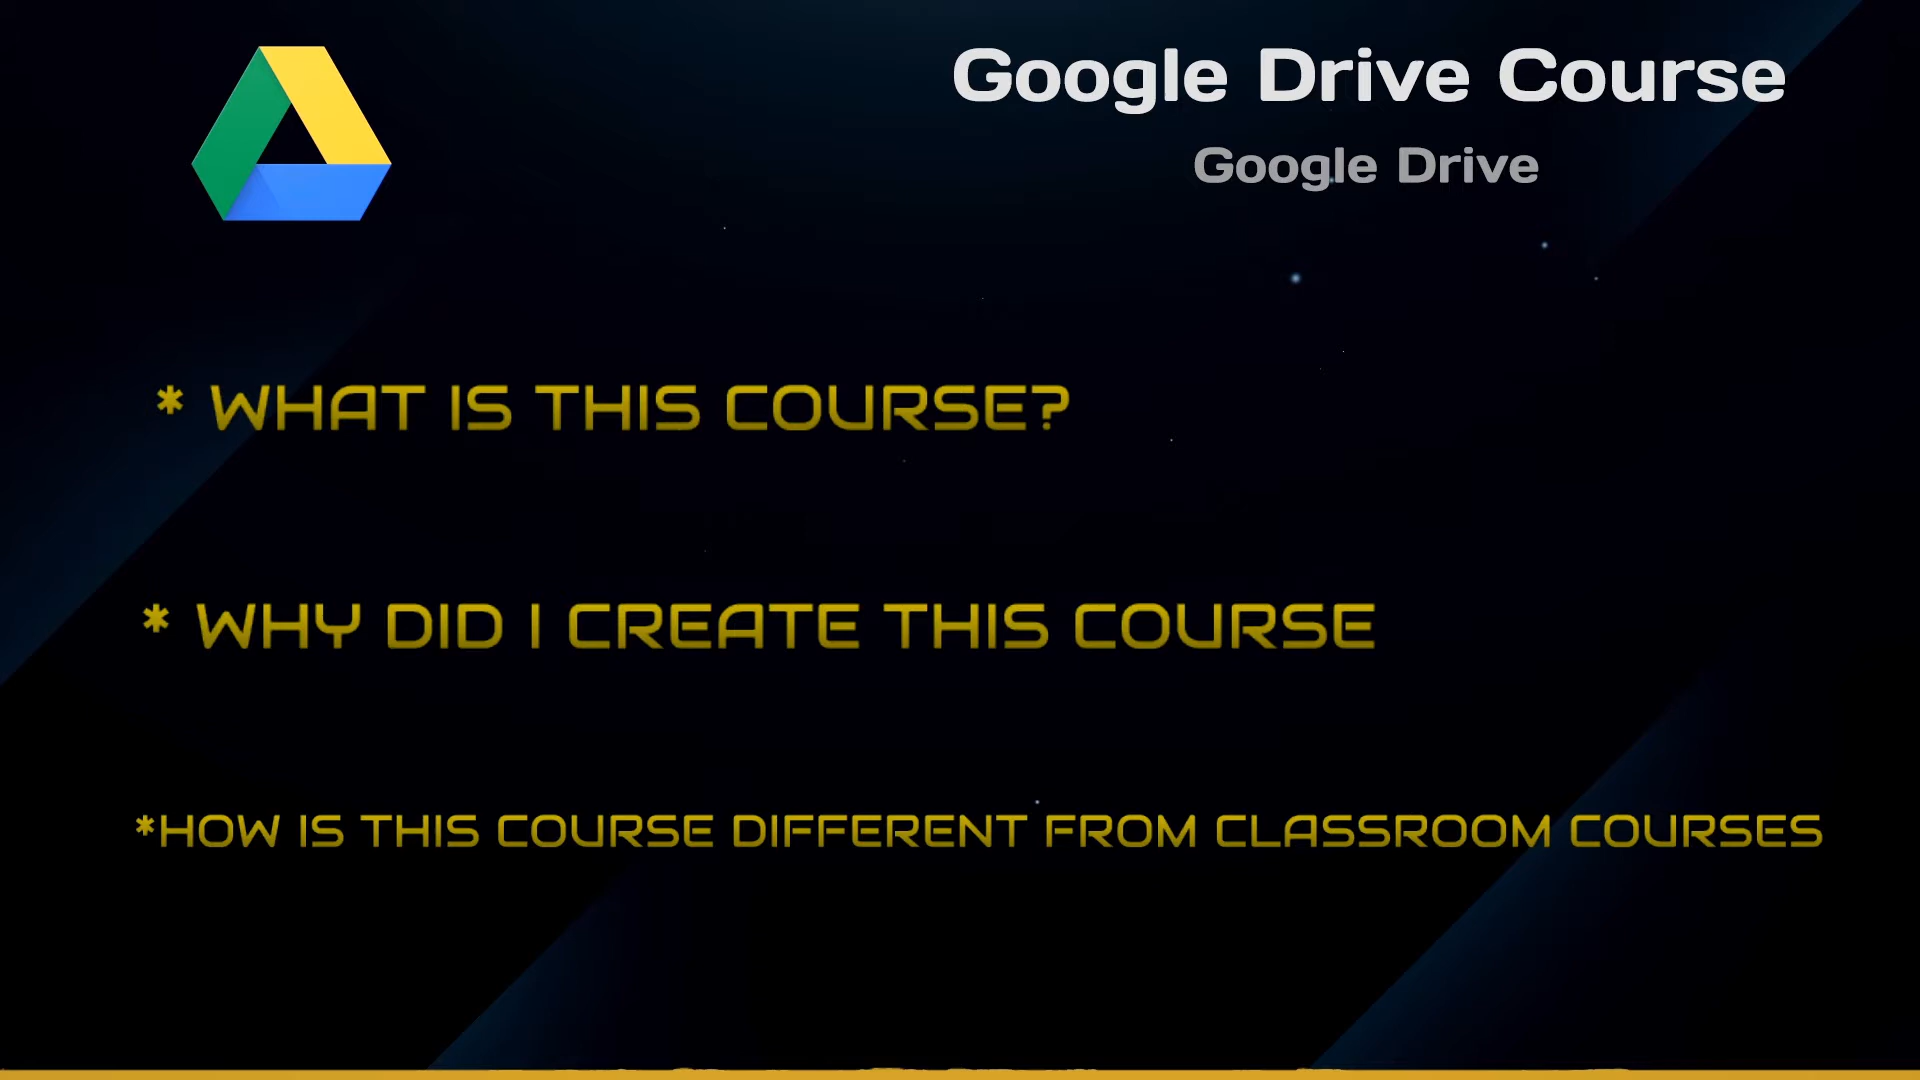 Google Drive Course
Google Drive
* WHAT IS THIS COURSE?
* WHY DID I CREATE THIS COURSE
*HOW IS THIS COURSE DIFFERENT FROM CLASSROOM COURSES